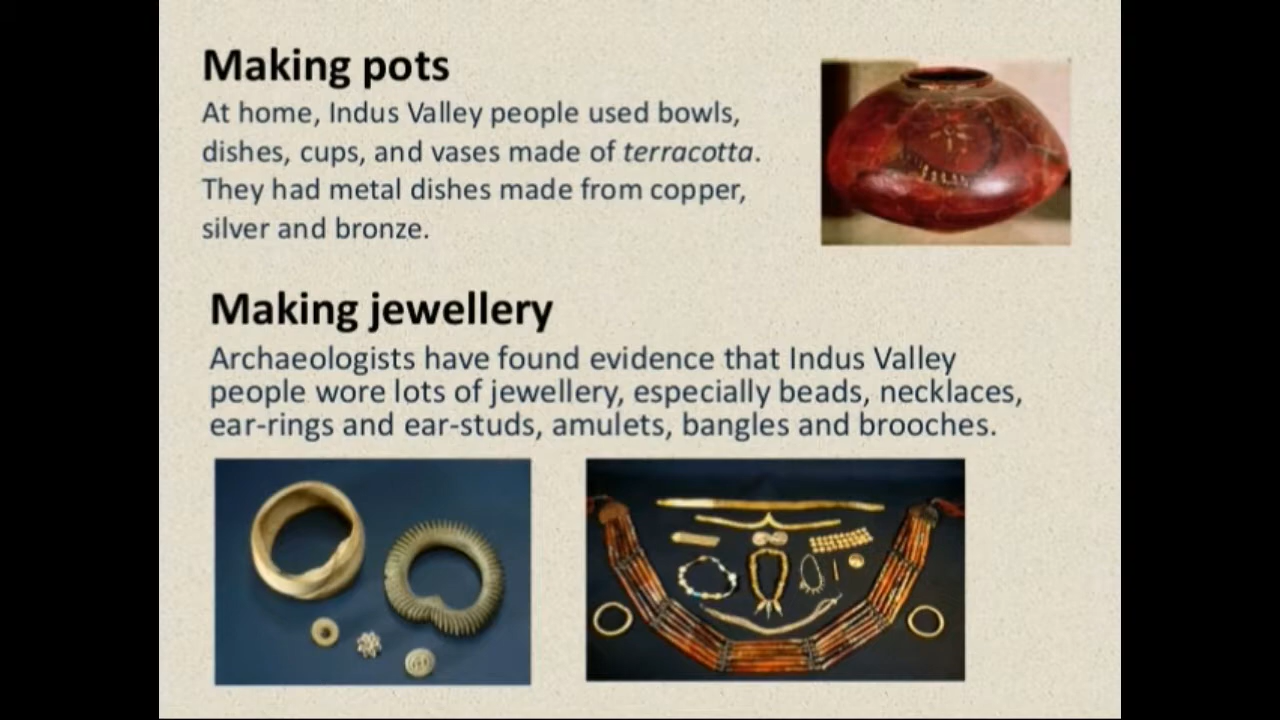 Making pots
At home, Indus Valley people used bowls,
dishes, cups, and vases made of terracotta.
They had metal dishes made from copper,
silver and bronze.
Making jewellery
Archaeologists have found evidence that Indus Valley
people wore lots of jewellery, especially beads, necklaces,
ear-rings and ear-studs, amulets, bangles and brooches.